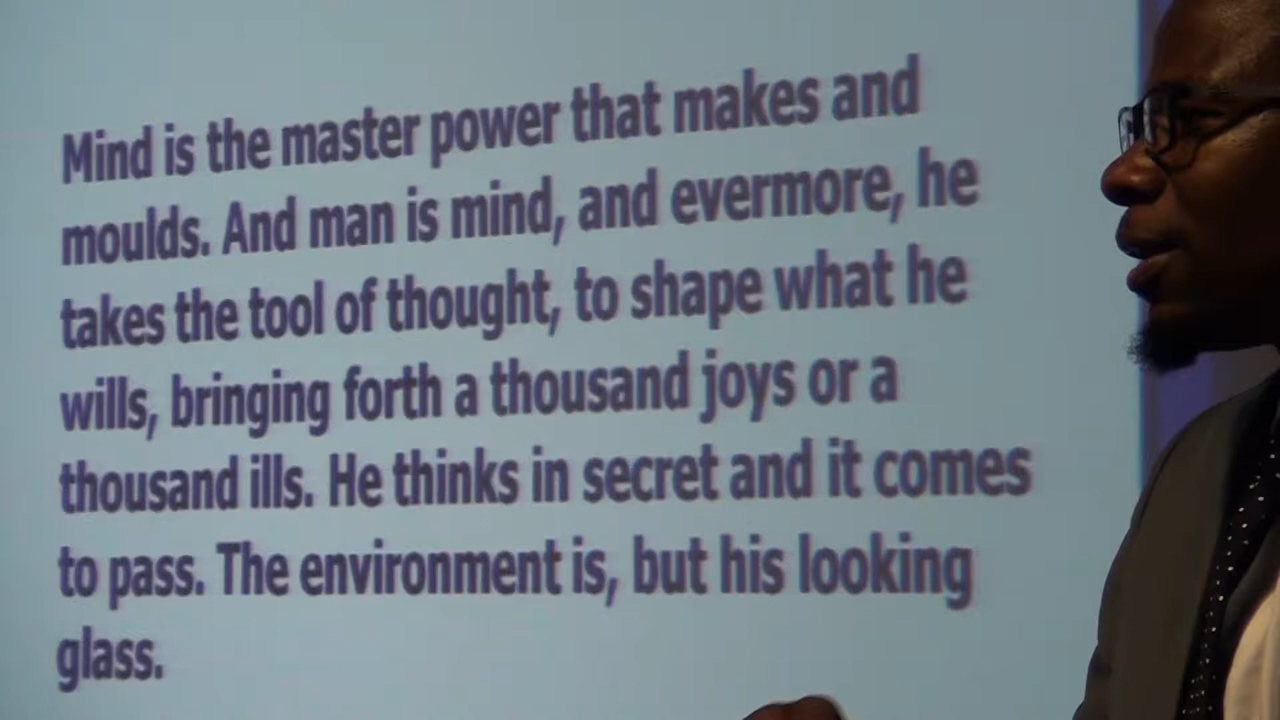 Mind is the master power that makes and
moulds. And man is mind, and evermore, he
takes the tool of thought, to shape what he
wills, bringing forth a thousand joys or a
thousand ills. He thinks in secret and it comes
to pass. The environment is, but his looking
glass.